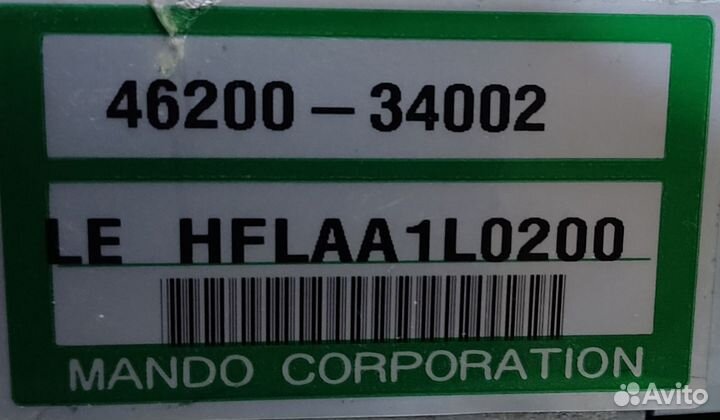 46200-34002
LE HFLAA1L0200
MANDO CORPORATION
Avito